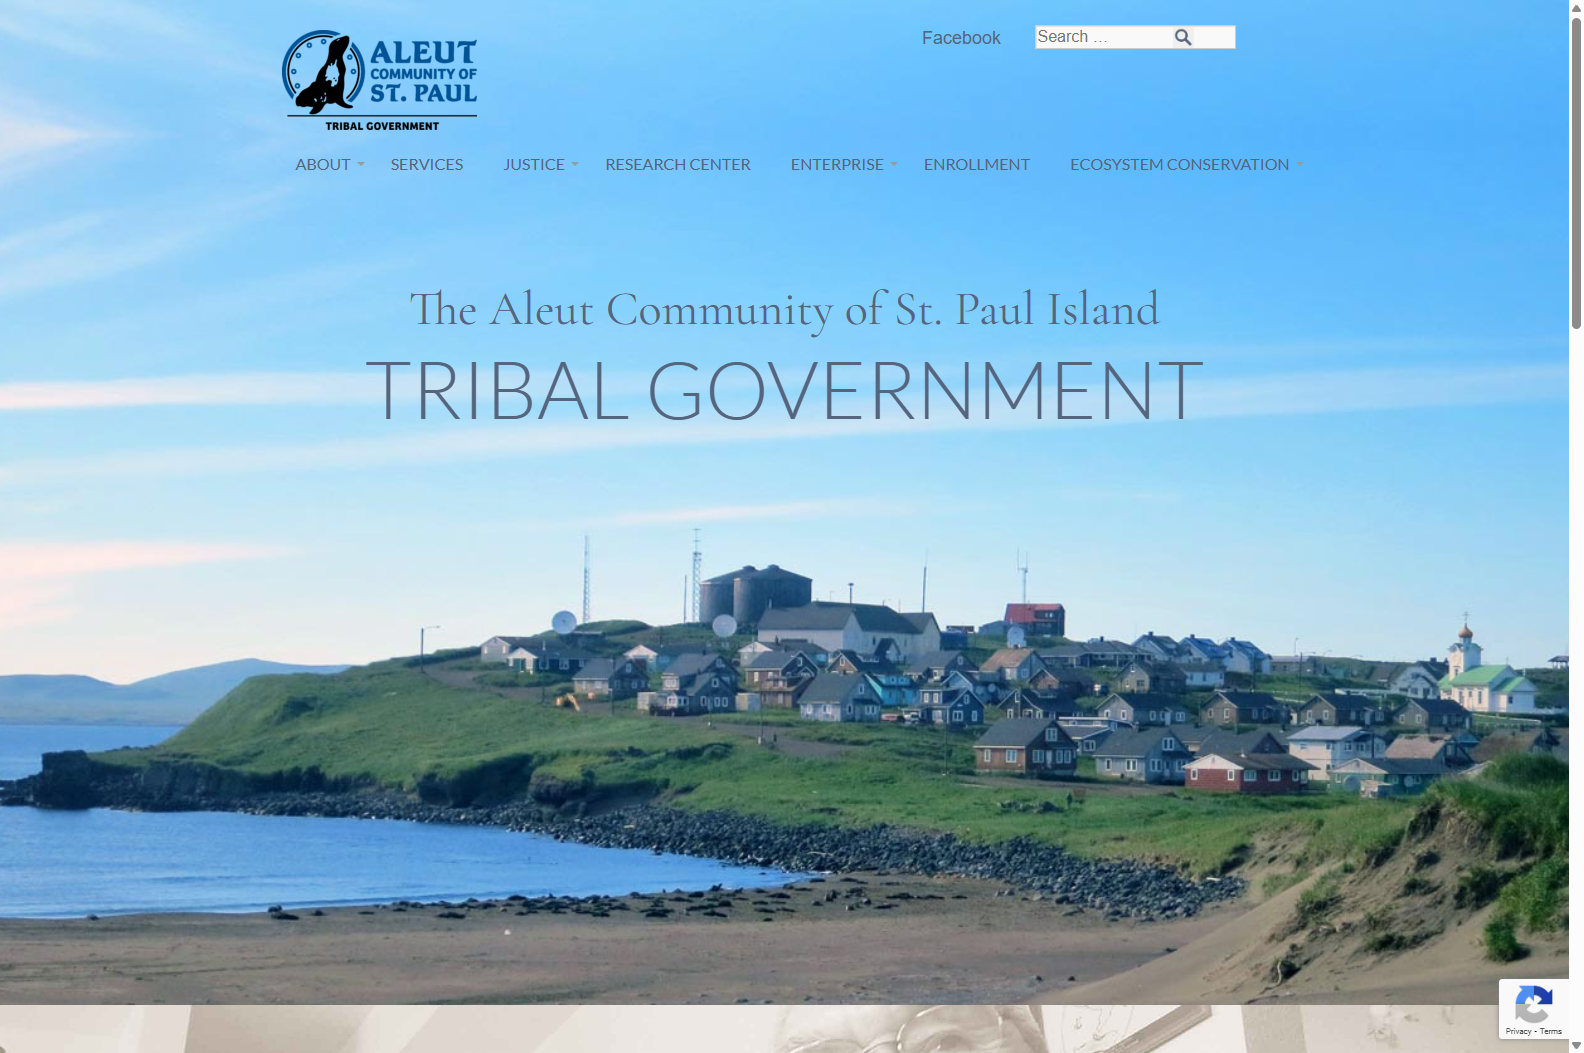 ALEUT
COMMUNITY OF
ST. PAUL
TRIBAL GOVERNMENT
Facebook
Search …
ABOUT SERVICES JUSTICE RESEARCH CENTER ENTERPRISE ENROLLMENT ECOSYSTEM CONSERVATION
The Aleut Community of St. Paul Island
TRIBAL GOVERNMENT
Privacy - Terms